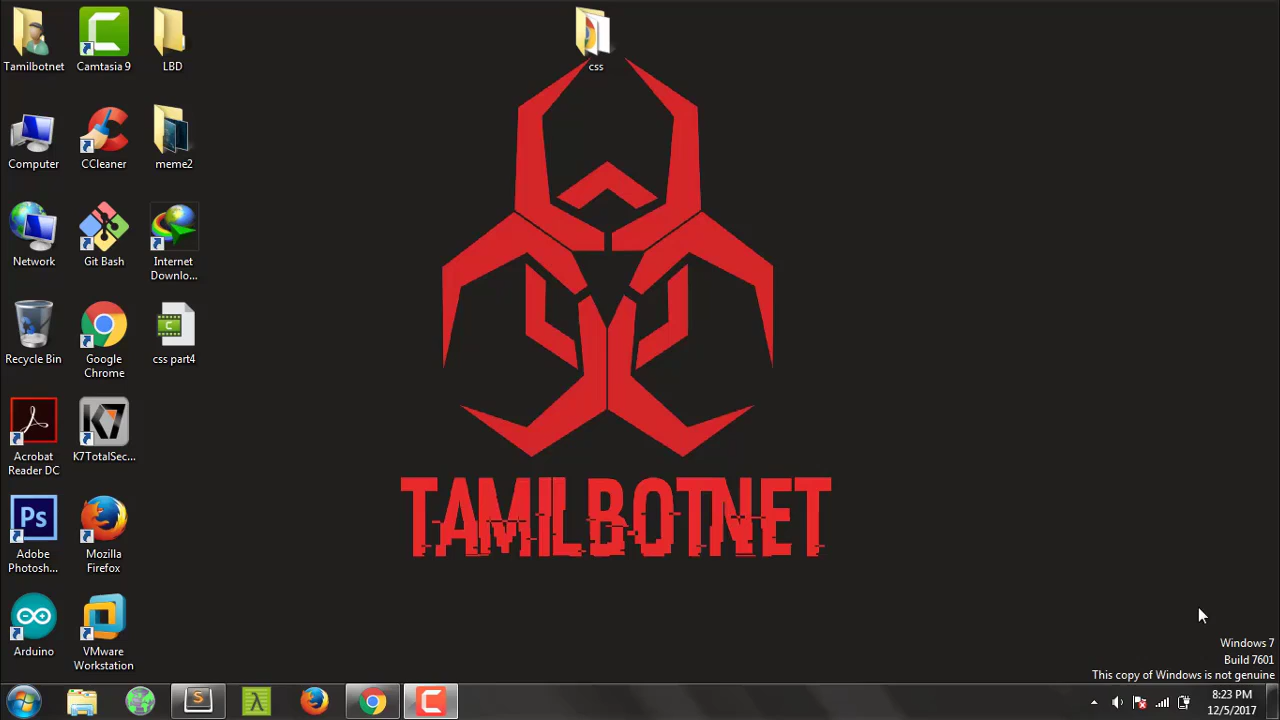 Tamilbotnet
Camtasia 9
LBD
css
Computer
CCleaner
meme2
Network
Git Bash
Internet
Downlo...
Recycle Bin
Google
Chrome
css part4
Acrobat
Reader DC
K7TotalSec...
Adobe
Photosh...
Mozilla
Firefox
Arduino
VMware
Workstation
Ps
K7
C
TAMILBOTNET
Windows 7
Build 7601
This copy of Windows is not genuine
8:23 PM
12/5/2017